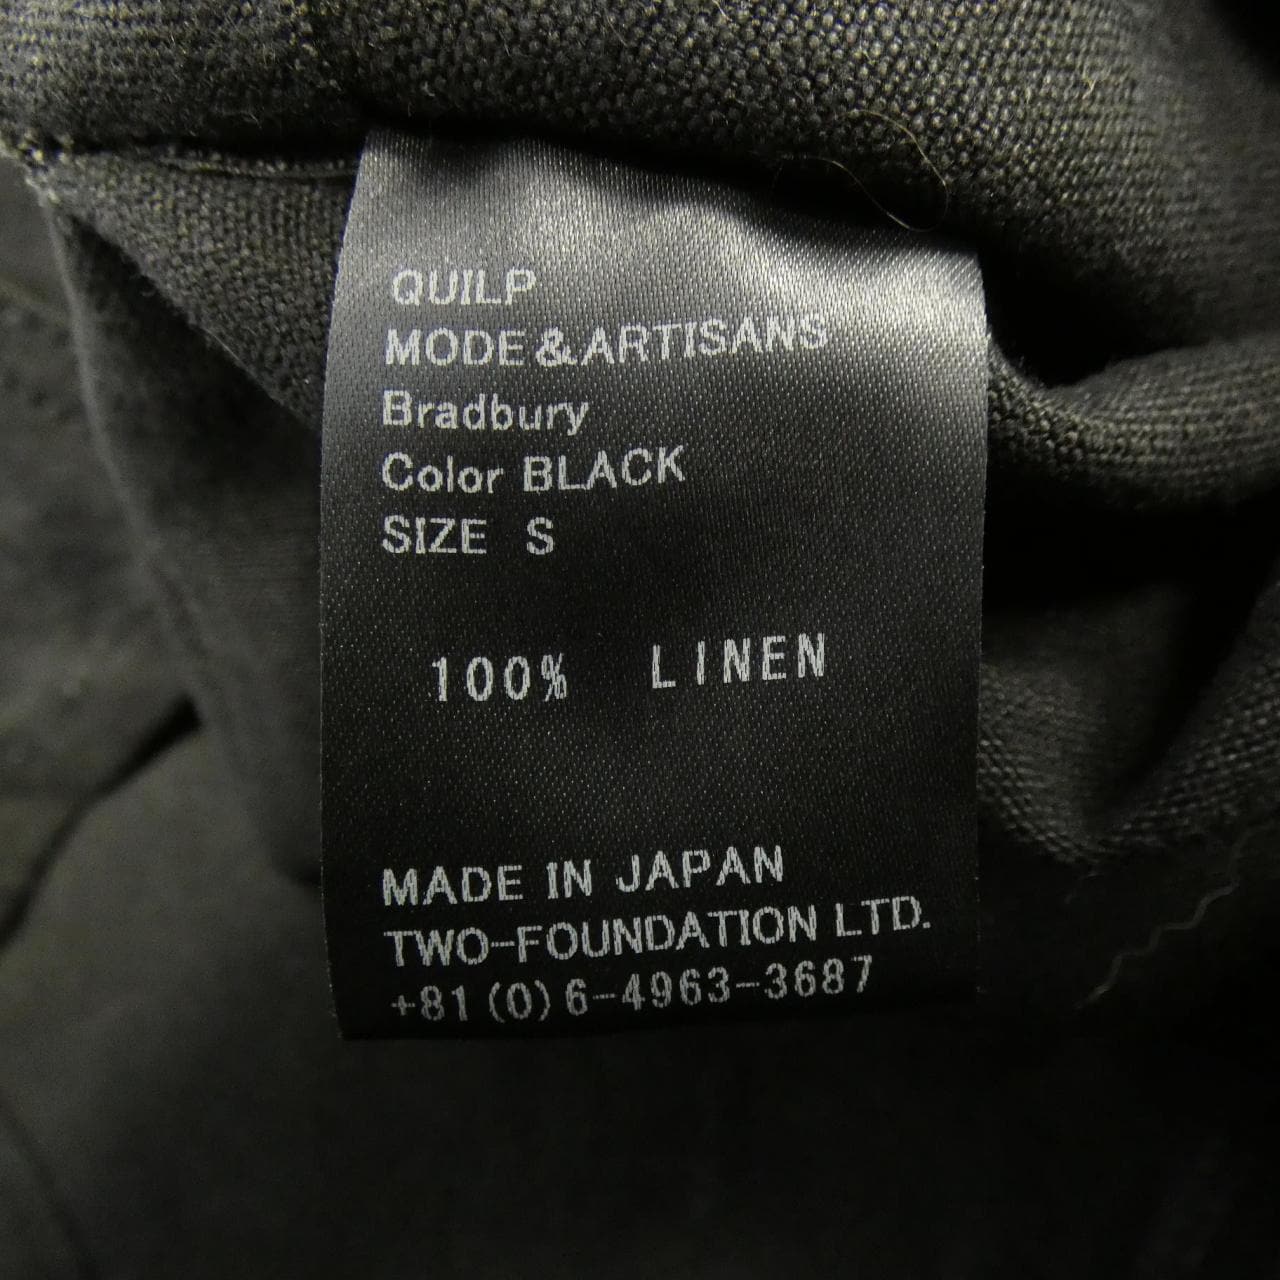 QUILP
MODE&ARTISANS
Bradbury
Color BLACK
SIZE S
100% LINEN
MADE IN JAPAN
TWO-FOUNDATION LTD.
+81(0)6-4963-3687